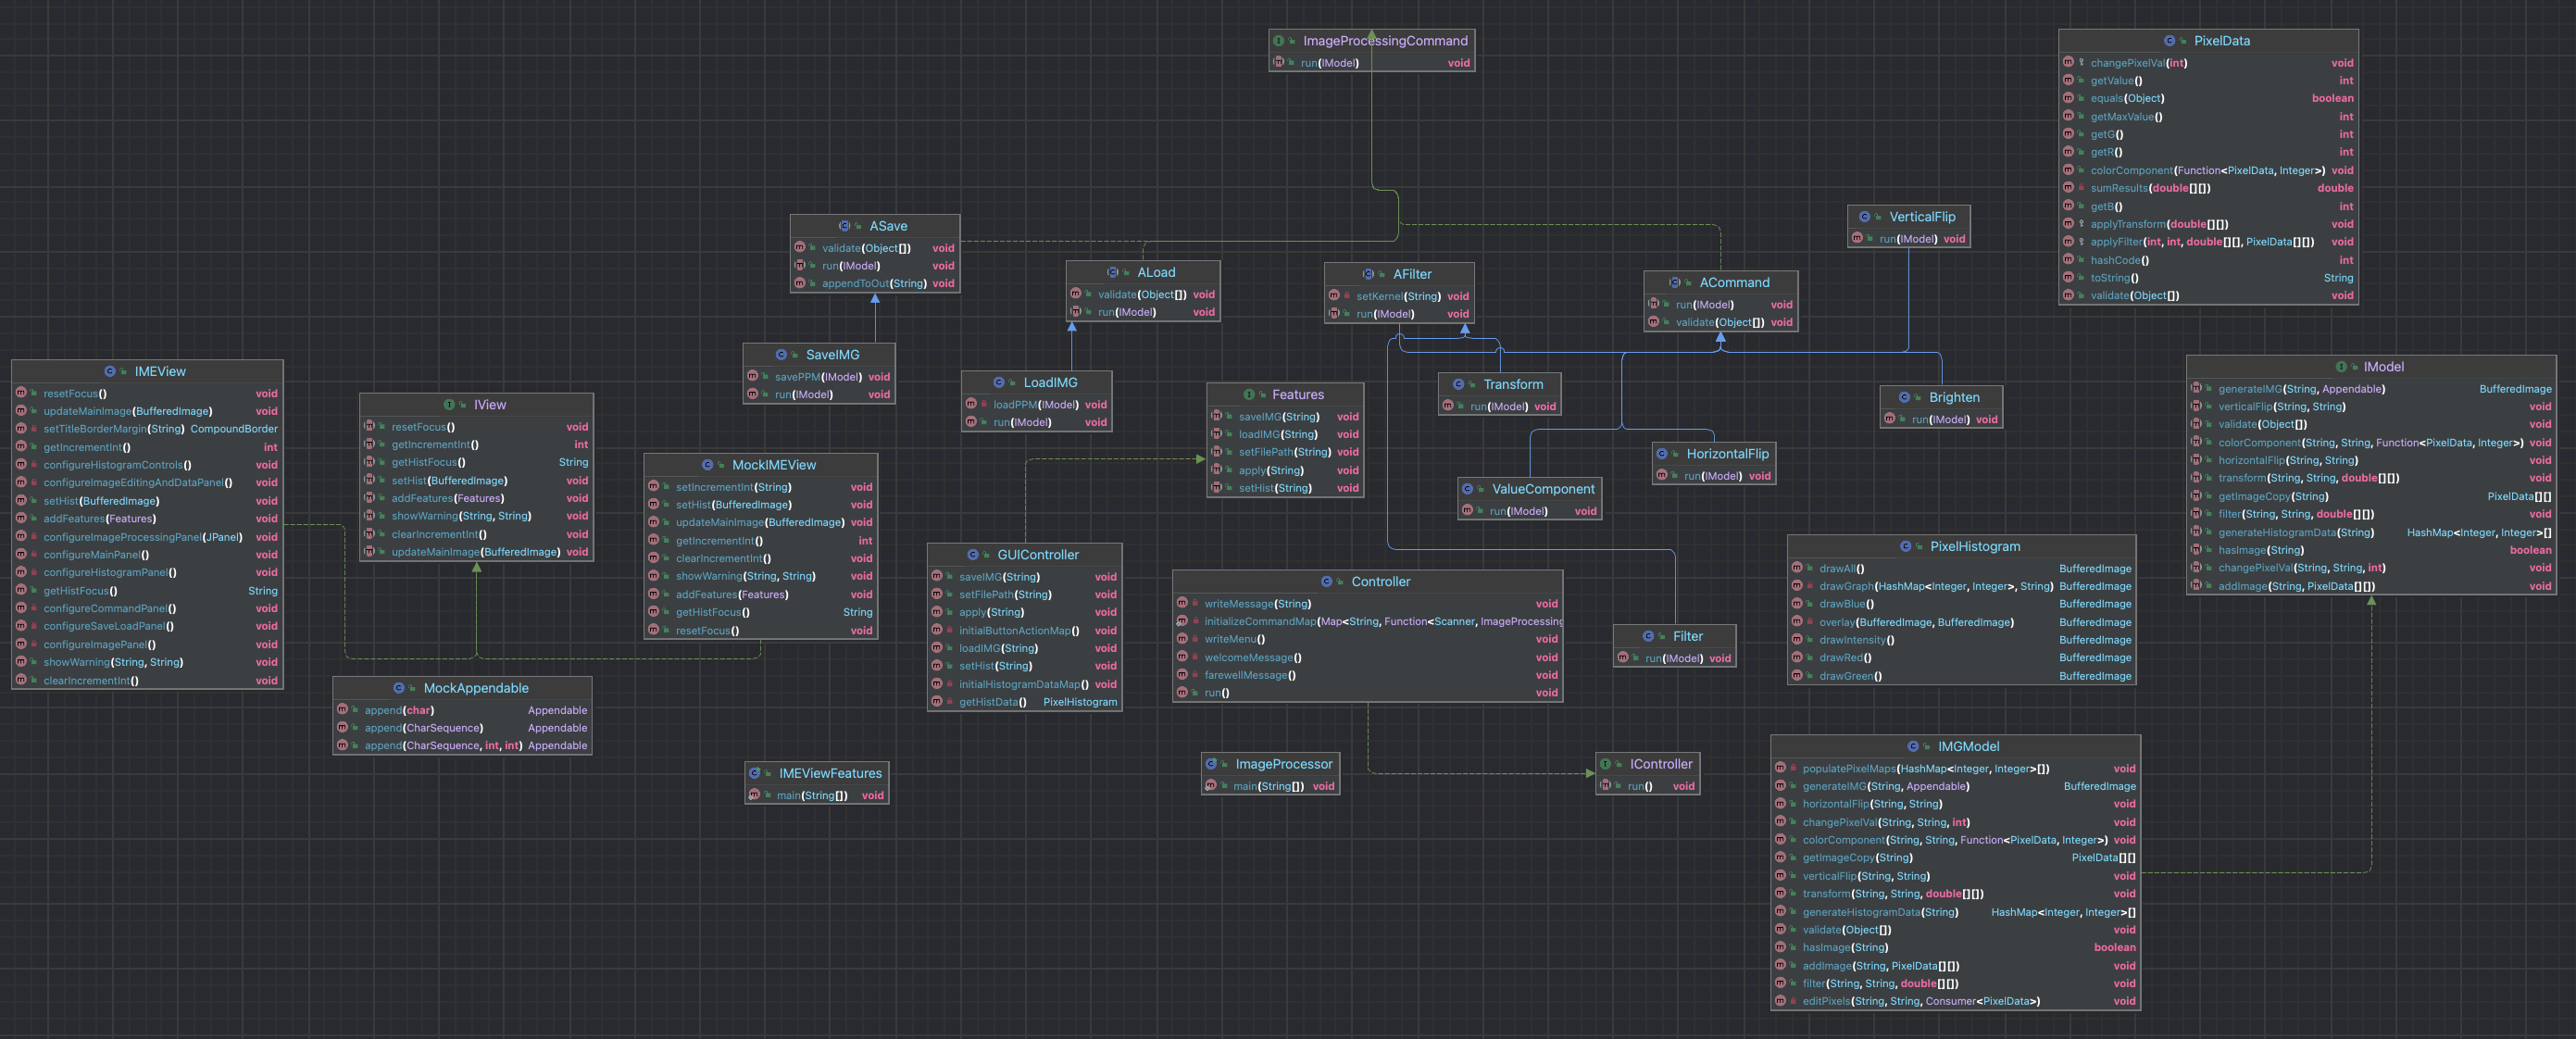 ImageProcessingCommand
run(IModel) void
PixelData
changePixelVal(int) void
getValue() int
equals(Object) boolean
getMaxValue() int
getG() int
getR() int
colorComponent(Function<PixelData, Integer>) void
sumResults(double[][]) double
getB() int
applyTransform(double[][]) void
applyFilter(int, int, double[][], PixelData[][]) void
hashCode() int
toString() String
validate(Object[]) void
ASave
validate(Object[]) void
run(IModel) void
appendToOut(String) void
ALoad
validate(Object[]) void
run(IModel) void
AFilter
setKernel(String) void
run(IModel) void
ACommand
run(IModel) void
validate(Object[]) void
VerticalFlip
run(IModel) void
SaveIMG
savePPM(IModel) void
run(IModel) void
LoadIMG
loadPPM(IModel) void
run(IModel) void
Transform
run(IModel) void
Brighten
run(IModel) void
HorizontalFlip
run(IModel) void
ValueComponent
run(IModel) void
Filter
run(IModel) void
IMEView
resetFocus() void
updateMainImage(BufferedImage) void
setTitleBorderMargin(String) CompoundBorder
getIncrementInt() int
configureHistogramControls() void
configureImageEditingAndDataPanel() void
setHist(BufferedImage) void
addFeatures(Features) void
configureImageProcessingPanel(JPanel) void
configureMainPanel() void
configureHistogramPanel() void
getHistFocus() String
configureCommandPanel() void
configureSaveLoadPanel() void
configureImagePanel() void
showWarning(String, String) void
clearIncrementInt() void
IView
resetFocus() void
getIncrementInt() int
getHistFocus() String
setHist(BufferedImage) void
addFeatures(Features) void
showWarning(String, String) void
clearIncrementInt() void
updateMainImage(BufferedImage) void
MockIMEView
setIncrementInt(String) void
setHist(BufferedImage) void
updateMainImage(BufferedImage) void
getIncrementInt() int
clearIncrementInt() void
showWarning(String, String) void
addFeatures(Features) void
getHistFocus() String
resetFocus() void
MockAppendable
append(char) Appendable
append(CharSequence) Appendable
append(CharSequence, int, int) Appendable
IMEViewFeatures
main(String[]) void
Features
saveIMG(String) void
loadIMG(String) void
setFilePath(String) void
apply(String) void
setHist(String) void
GUIController
saveIMG(String) void
setFilePath(String) void
apply(String) void
initialButtonActionMap() void
loadIMG(String) void
setHist(String) void
initialHistogramDataMap() void
getHistData() PixelHistogram
Controller
writeMessage(String) void
initializeCommandMap(Map<String, Function<Scanner, ImageProcessing
writeMenu() void
welcomeMessage() void
farewellMessage() void
run() void
ImageProcessor
main(String[]) void
IController
run() void
IModel
generateIMG(String, Appendable) BufferedImage
verticalFlip(String, String) void
validate(Object[]) void
colorComponent(String, String, Function<PixelData, Integer>) void
horizontalFlip(String, String) void
transform(String, String, double[][]) void
getImageCopy(String) PixelData[][]
filter(String, String, double[][]) void
generateHistogramData(String) HashMap<Integer, Integer>[]
hasImage(String) boolean
changePixelVal(String, String, int) void
addImage(String, PixelData[][]) void
PixelHistogram
drawAll() BufferedImage
drawGraph(HashMap<Integer, Integer>, String) BufferedImage
drawBlue() BufferedImage
overlay(BufferedImage, BufferedImage) BufferedImage
drawIntensity() BufferedImage
drawRed() BufferedImage
drawGreen() BufferedImage
IMGModel
populatePixelMaps(HashMap<Integer, Integer>[]) void
generateIMG(String, Appendable) BufferedImage
horizontalFlip(String, String) void
changePixelVal(String, String, int) void
colorComponent(String, String, Function<PixelData, Integer>) void
getImageCopy(String) PixelData[][]
verticalFlip(String, String) void
transform(String, String, double[][]) void
generateHistogramData(String) HashMap<Integer, Integer>[]
validate(Object[]) void
hasImage(String) boolean
addImage(String, PixelData[][]) void
filter(String, String, double[][]) void
editPixels(String, String, Consumer<PixelData>) void